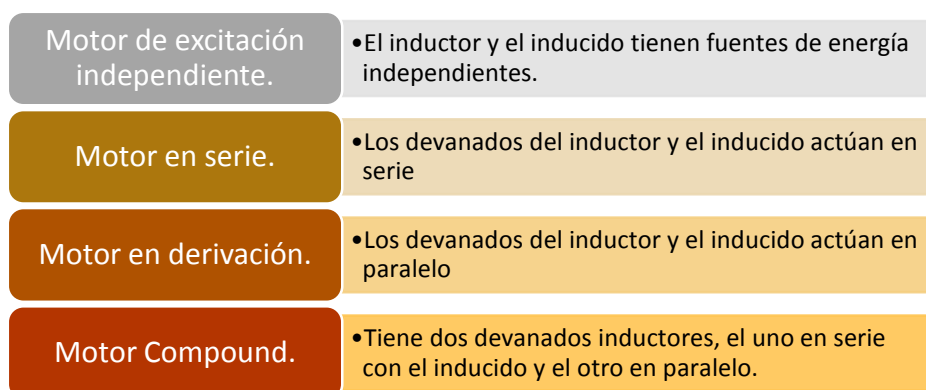 Motor de excitación
independiente.
•El inductor y el inducido tienen fuentes de energía
independientes.
Motor en serie.
•Los devanados del inductor y el inducido actúan en
serie
Motor en derivación.
•Los devanados del inductor y el inducido actúan en
paralelo
Motor Compound.
•Tiene dos devanados inductores, el uno en serie
con el inducido y el otro en paralelo.